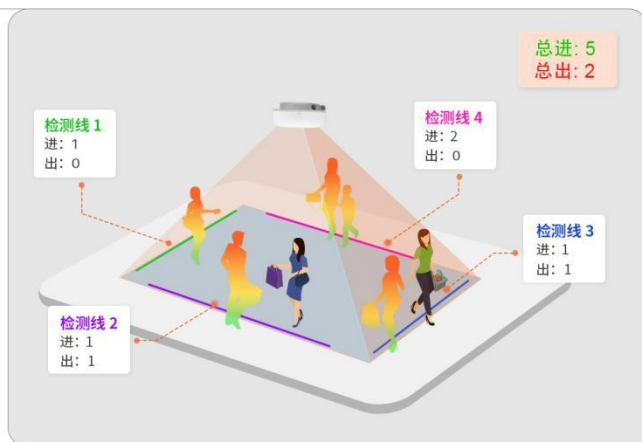 总进: 5
总出: 2
检测线 1
进: 1
出: 0
检测线 4
进: 2
出: 0
检测线 3
进: 1
出: 1
检测线 2
进: 1
出: 1